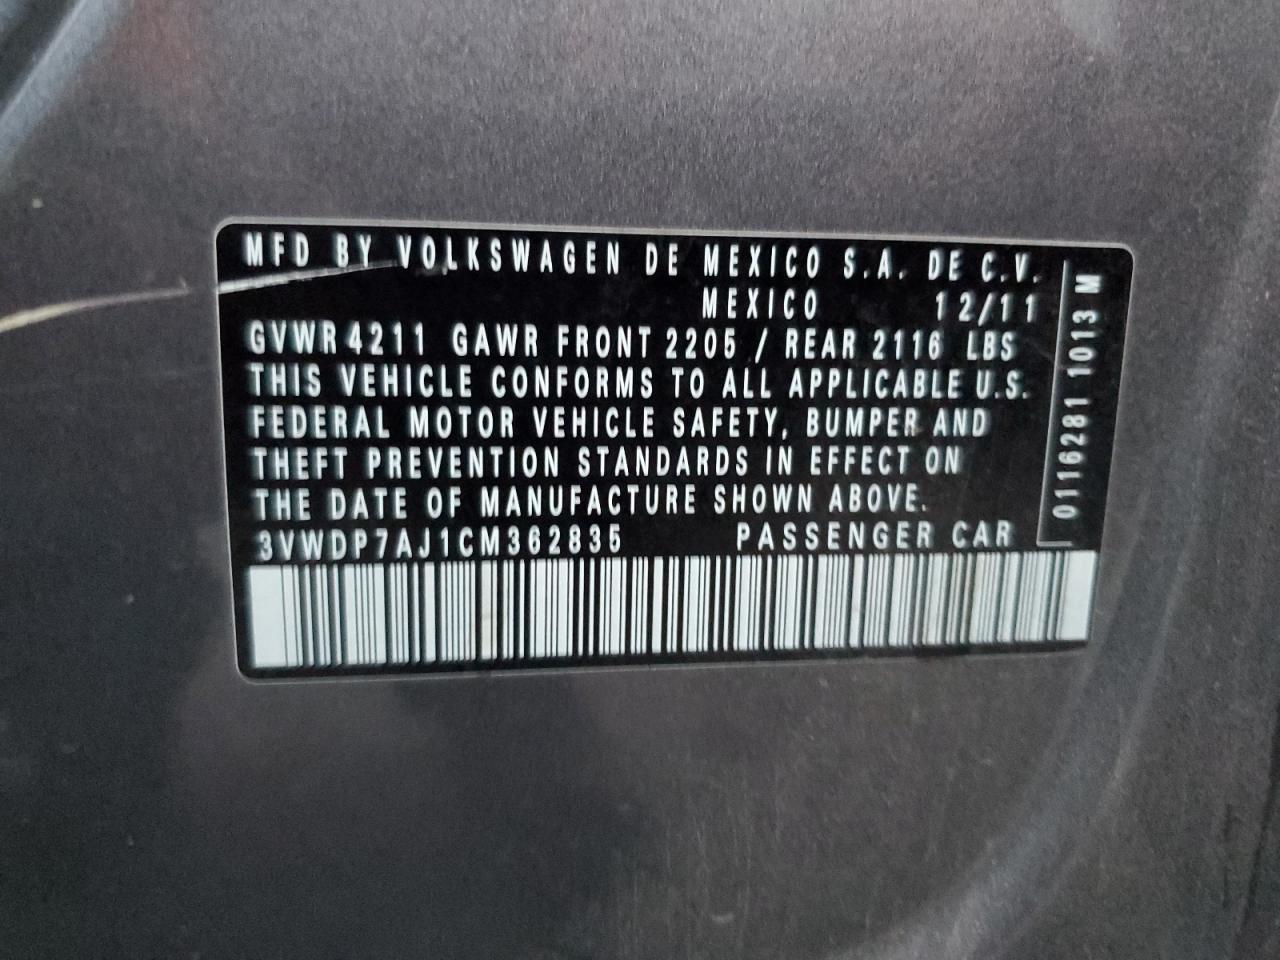 MFD BY VOLKSWAGEN DE MEXICO S.A. DE C.V.
MEXICO 12/11
GVWR 4211 GAWR FRONT 2205 / REAR 2116 LBS
THIS VEHICLE CONFORMS TO ALL APPLICABLE U.S.
FEDERAL MOTOR VEHICLE SAFETY, BUMPER AND
THEFT PREVENTION STANDARDS IN EFFECT ON
THE DATE OF MANUFACTURE SHOWN ABOVE.
3VWDP7AJ1CM362835 PASSENGER CAR
0116281 1013 M